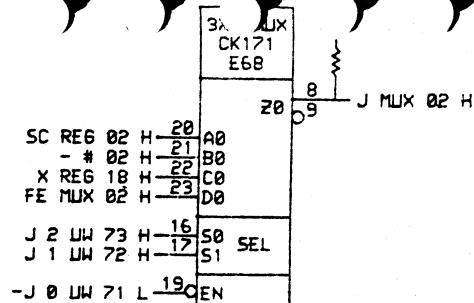 MUX
CK171
E68
8
Z0
9
J MUX 02 H
SC REG 02 H 20 A0
- # 02 H 21 B0
X REG 18 H 22 C0
FE MUX 02 H 23 D0
J 2 UW 73 H 16 S0
J 1 UW 72 H 17 S1
SEL
-J 0 UW 71 L 19 EN